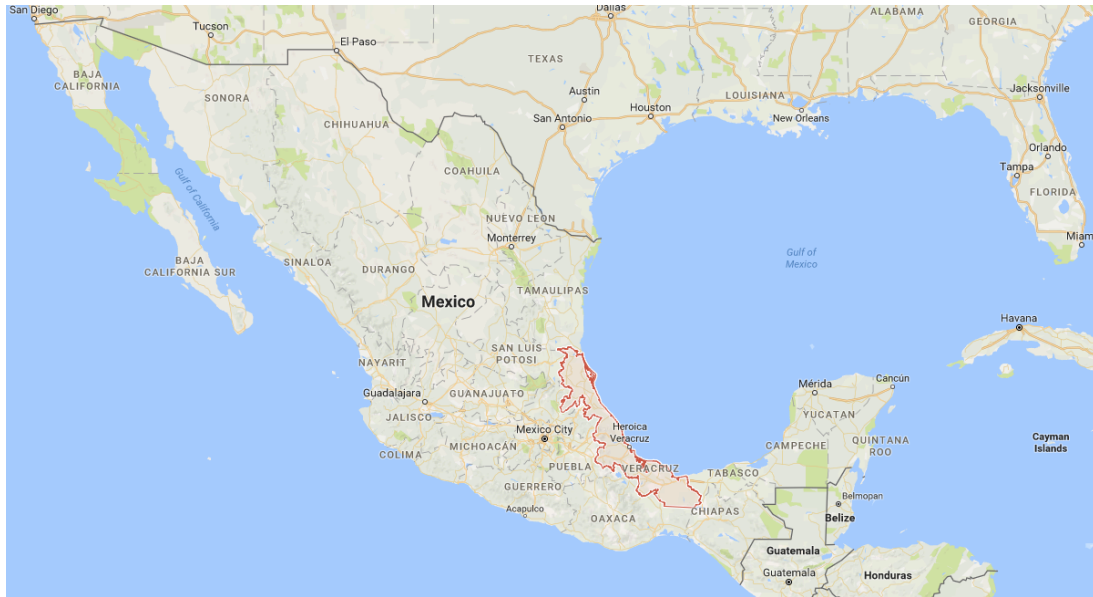 San Diego
Tucson
El Paso
Dallas
ALABAMA
GEORGIA
TEXAS
BAJA
CALIFORNIA
SONORA
Austin
LOUISIANA
Jacksonville
Houston
San Antonio
New Orleans
CHIHUAHUA
Orlando
Tampa
FLORIDA
COAHUILA
Gulf of California
NUEVO LEON
Monterrey
Miam
Gulf of
Mexico
BAJA
CALIFORNIA SUR
SINALOA
DURANGO
TAMAULIPAS
Mexico
Havana
SAN LUIS
POTOSI
NAYARIT
Guadalajara
GUANAJUATO
Mérida
Cancún
JALISCO
YUCATAN
Mexico City
Heroica
Veracruz
MICHOACÁN
COLIMA
CAMPECHE
QUINTANA
ROO
Cayman
Islands
PUEBLA
VERACRUZ
TABASCO
GUERRERO
Acapulco
OAXACA
CHIAPAS
Belmopan
Belize
Guatemala
Guatemala
Honduras